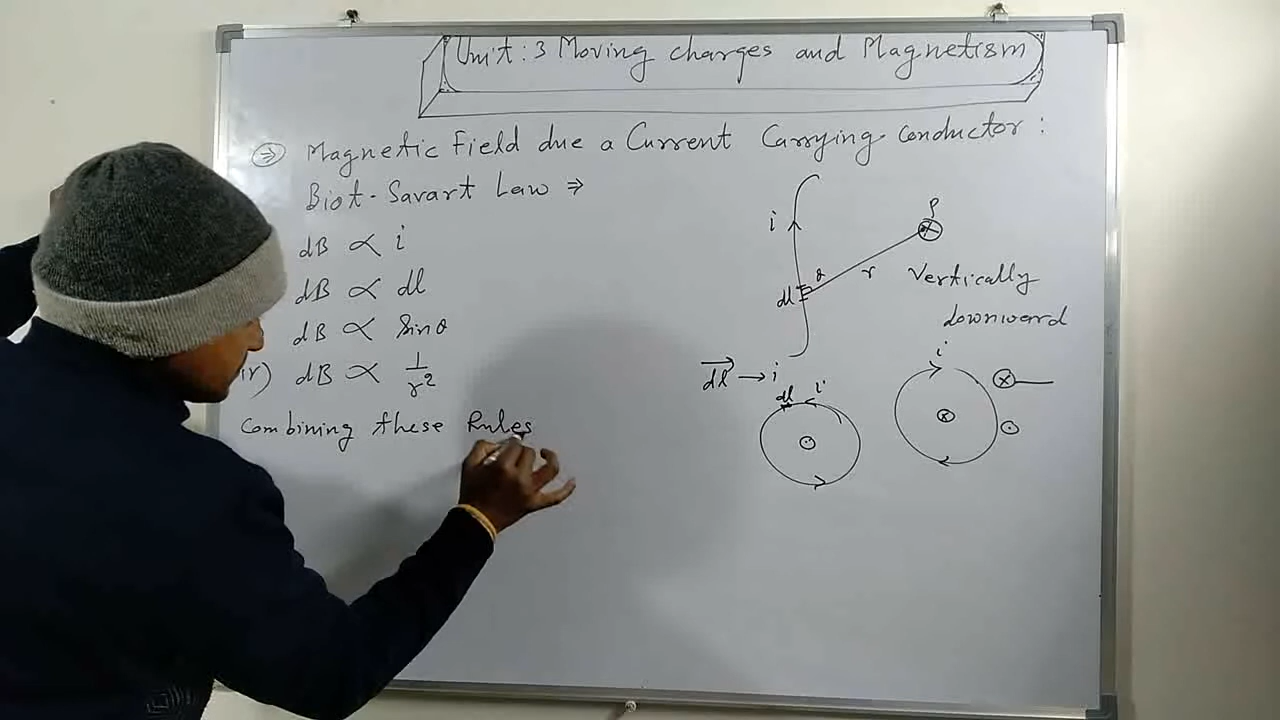 Unit: 3 Moving charges and Magnetism
⇒ Magnetic Field due a Current Carrying Conductor :
Biot-Savart Law ⇒
dB ∝ i
dB ∝ dl
dB ∝ Sinθ
iv) dB ∝ 1/r²
Combining these Rules
i
P
θ
r
dl
Vertically
downward
dl → i
dl i
i